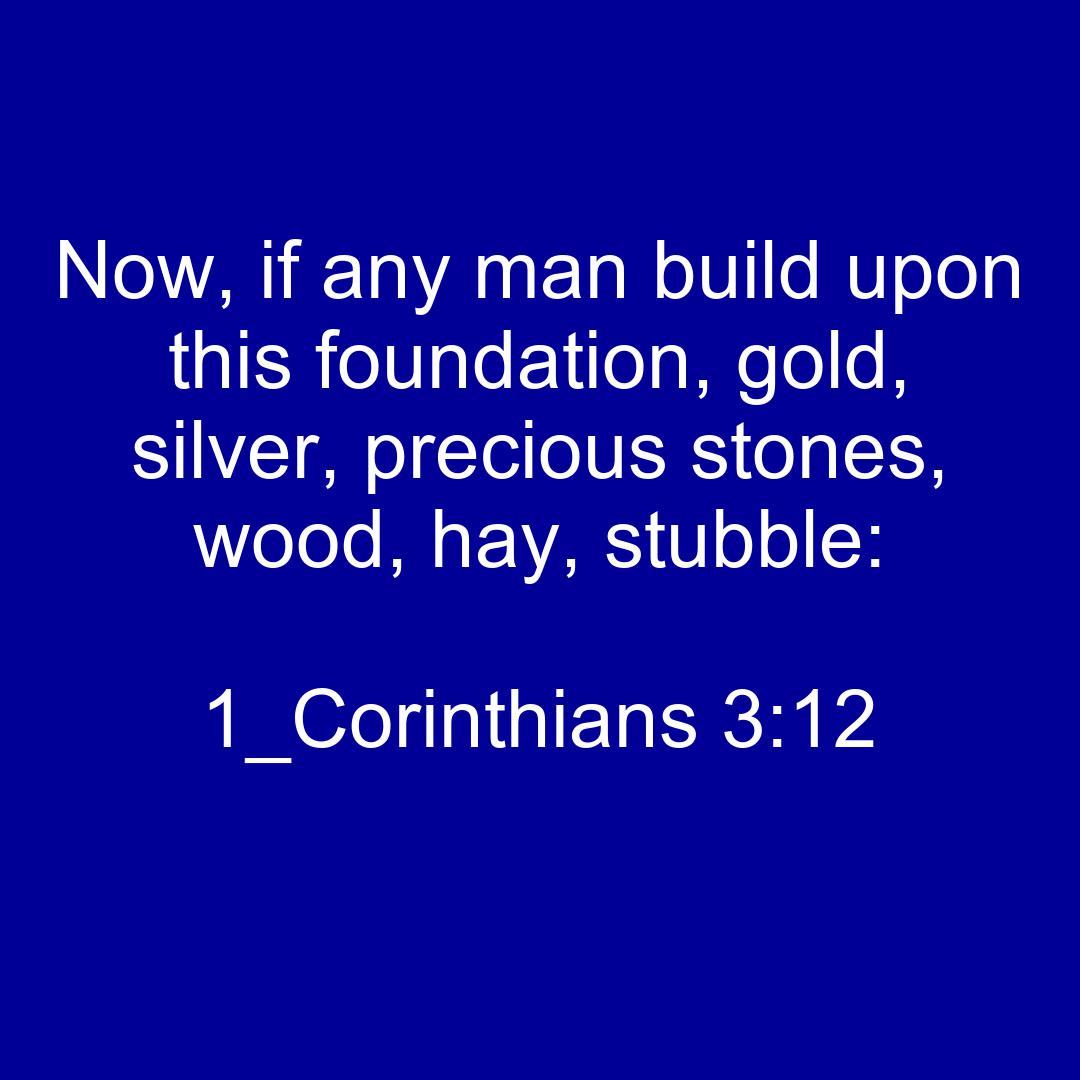 Now, if any man build upon
this foundation, gold,
silver, precious stones,
wood, hay, stubble:
1_Corinthians 3:12